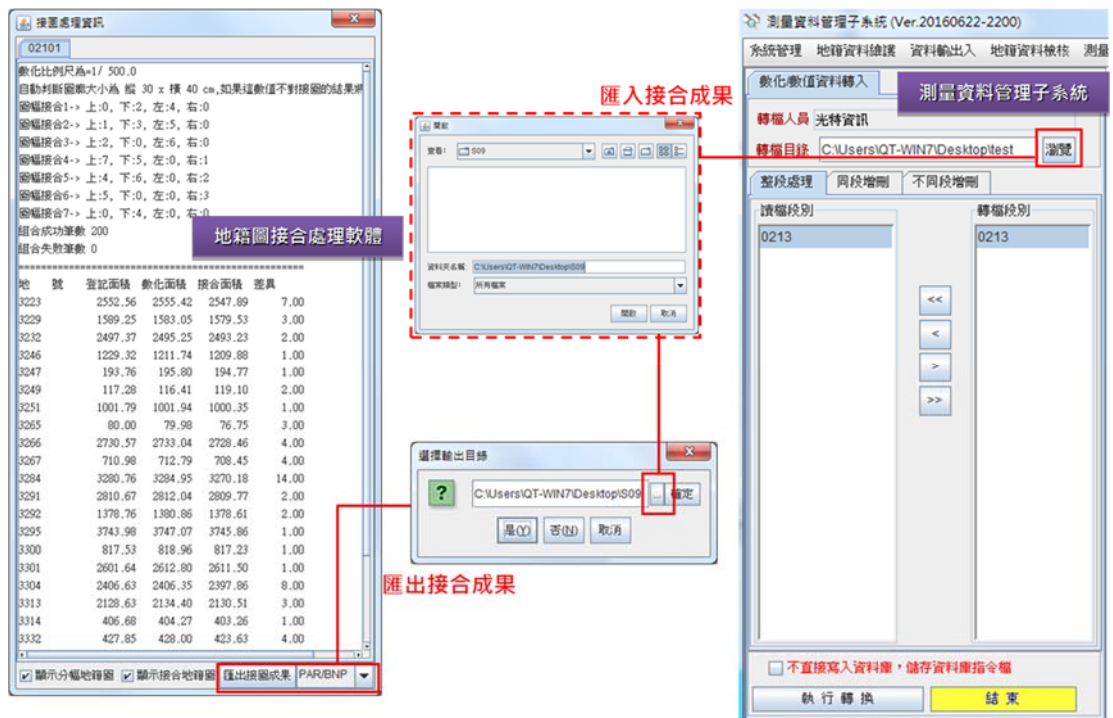 接圖處理資訊
02101
數化比例尺為=1/ 500.0
自動判斷圖廓大小為 縱 30 x 橫 40 cm,如果這數值不對接圖的結果將
圖幅接合1-> 上:0, 下:2, 左:4, 右:0
圖幅接合2-> 上:1, 下:3, 左:5, 右:0
圖幅接合3-> 上:2, 下:0, 左:6, 右:0
圖幅接合4-> 上:7, 下:5, 左:0, 右:1
圖幅接合5-> 上:4, 下:6, 左:0, 右:2
圖幅接合6-> 上:5, 下:0, 左:0, 右:3
圖幅接合7-> 上:0, 下:4, 左:0, 右:0
組合成功筆數 200
組合失敗筆數 0
地籍圖接合處理軟體
==================================================
地 號 登記面積 數化面積 接合面積 差異
3223 2552.56 2555.42 2547.89 7.00
3229 1589.25 1583.05 1579.53 3.00
3232 2497.37 2495.25 2493.23 2.00
3246 1229.32 1211.74 1209.88 1.00
3247 193.76 195.80 194.77 1.00
3249 117.28 116.41 119.10 2.00
3251 1001.79 1001.94 1000.35 1.00
3265 80.00 79.98 76.75 3.00
3266 2730.57 2733.04 2728.46 4.00
3267 710.98 712.79 708.45 4.00
3284 3280.76 3284.95 3270.18 14.00
3291 2810.67 2812.04 2809.77 2.00
3292 1378.76 1380.86 1378.61 2.00
3295 3743.98 3747.07 3745.86 1.00
3300 817.53 818.96 817.23 1.00
3301 2601.64 2612.80 2611.50 1.00
3304 2406.63 2406.35 2397.86 8.00
3313 2128.63 2134.40 2130.51 3.00
3314 406.68 404.27 403.26 1.00
3332 427.85 428.00 423.63 4.00
顯示分幅地籍圖 顯示接合地籍圖 匯出接圖成果 PAR/BNP
匯入接合成果
開啟
查看: S09
資料夾名稱: C:\Users\QT-WIN7\Desktop\S09
檔案類型: 所有檔案
開啟 取消
選擇輸出目錄
? C:\Users\QT-WIN7\Desktop\S09 ... 確定
是(Y) 否(N) 取消
匯出接合成果
測量資料管理子系統 (Ver.20160622-2200)
系統管理 地籍資料維護 資料輸出入 地籍資料檢核 測量
數化/數值資料轉入
測量資料管理子系統
轉檔人員 光特資訊
轉檔目錄 C:\Users\QT-WIN7\Desktop\test 瀏覽
整段處理 同段增刪 不同段增刪
讀檔段別 轉檔段別
0213 0213
<<
<
>
>>
不直接寫入資料庫,儲存資料庫指令檔
執 行 轉 換 結 束